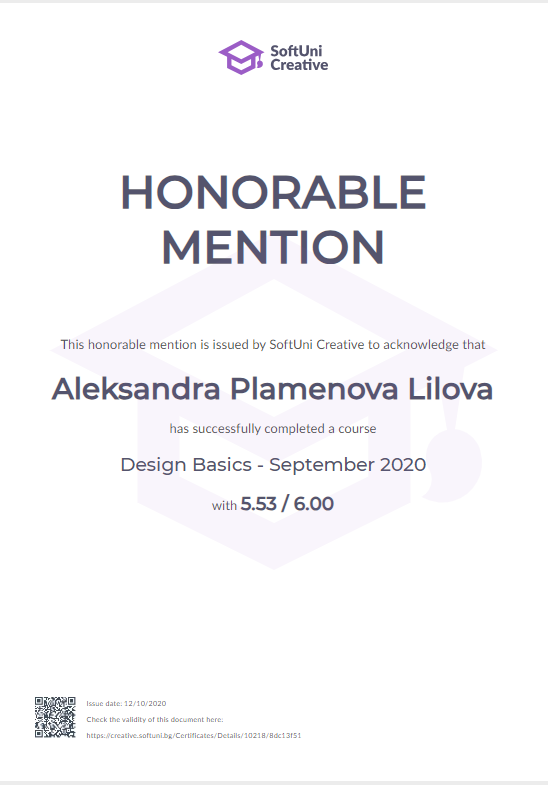 SoftUni
Creative
HONORABLE
MENTION
This honorable mention is issued by SoftUni Creative to acknowledge that
Aleksandra Plamenova Lilova
has successfully completed a course
Design Basics - September 2020
with 5.53 / 6.00
Issue date: 12/10/2020
Check the validity of this document here:
https://creative.softuni.bg/Certificates/Details/10218/8dc13f51